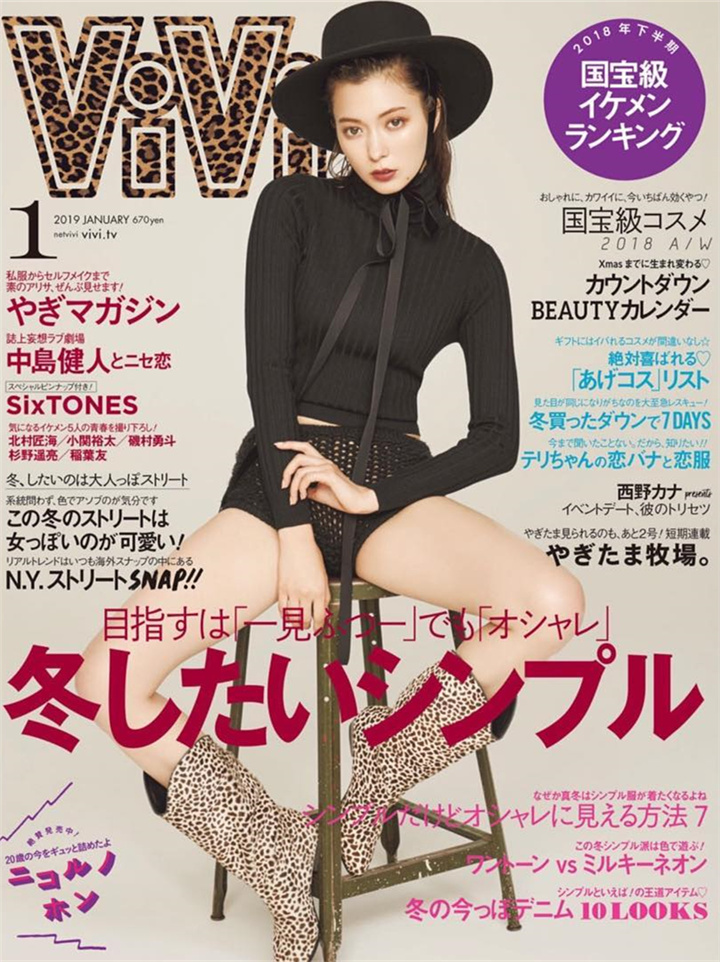 ViVi
2018年下半期
国宝級
イケメン
ランキング
1
2019 JANUARY 670yen
netvivi vivi.tv
私服からセルフメイクまで
素のアリサ、ぜんぶ見せます!
やぎマガジン
誌上妄想ラブ劇場
中島健人とニセ恋
スペシャルピンナップ付き!
SixTONES
気になるイケメン5人の青春を撮り下ろし!
北村匠海/小関裕太/磯村勇斗
杉野遥亮/稲葉友
冬、したいのは大人っぽストリート
系統問わず、色でアソブのが気分です
この冬のストリートは
女っぽいのが可愛い!
リアルトレンドはいつも海外スナップの中にある
N.Y.ストリートSNAP!!
おしゃれに、カワイイに、今いちばん効くやつ!
国宝級コスメ
2018 A/W
Xmasまでに生まれ変わる♡
カウントダウン
BEAUTYカレンダー
ギフトにはイバれるコスメが間違いなし☆
絶対喜ばれる♡
「あげコス」リスト
見た目が同じになりがちなのを大至急レスキュー!
冬買ったダウンで7DAYS
今まで聞いたことない。だから、知りたい!!
テリちゃんの恋バナと恋服
西野カナ presents
イベントデート、彼のトリセツ
やぎたま見られるのも、あと2号!短期連載
やぎたま牧場。
目指すは「一見ふつー」でも「オシャレ」
冬したいシンプル
なぜか真冬はシンプル服が着たくなるよね
シンプルだけどオシャレに見える方法7
この冬シンプル派は色で遊ぶ!
ワントーン vs ミルキーネオン
シンプルといえば!の王道アイテム♡
冬の今っぽデニム 10 LOOKS
絶賛発売中!
20歳の今をギュッと詰めたよ
ニコルノ
ホン